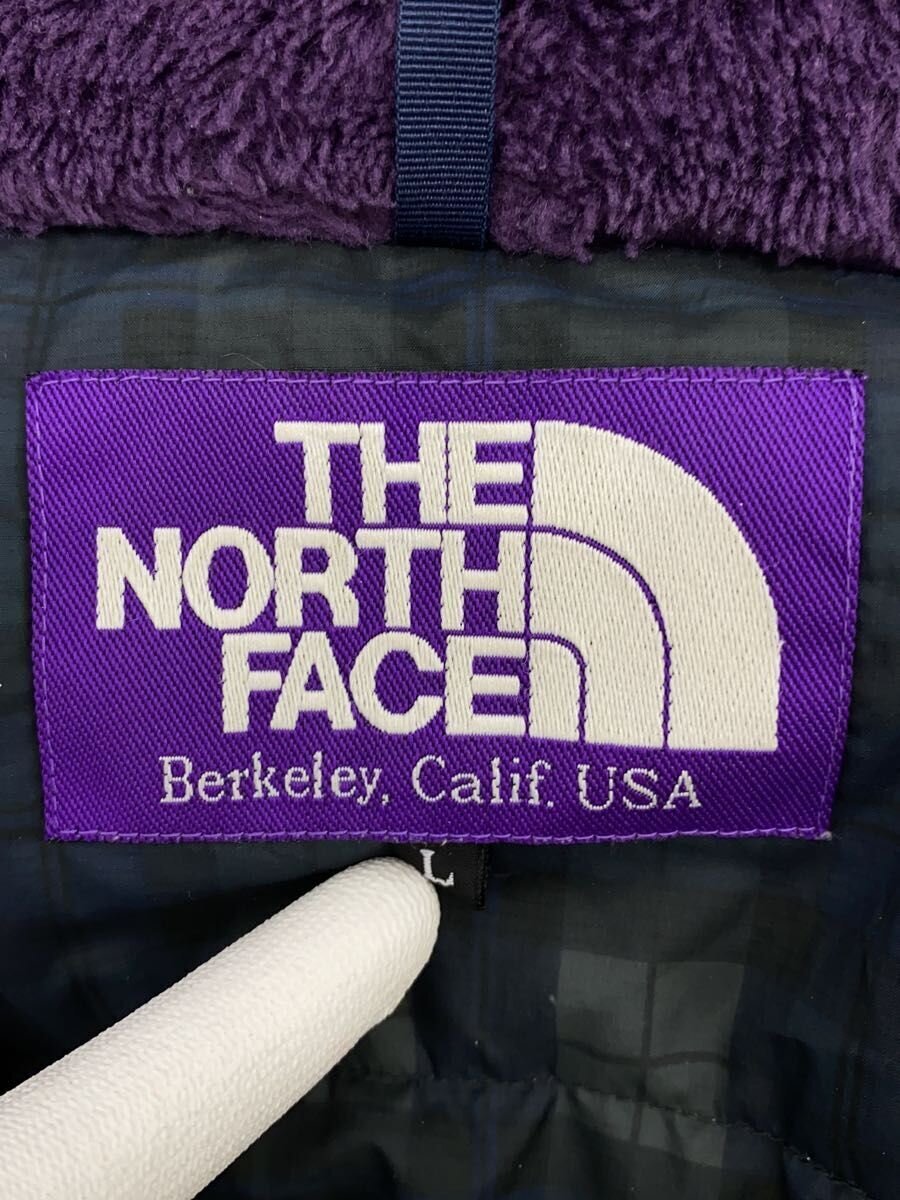 THE
NORTH
FACE
Berkeley, Calif. USA
L